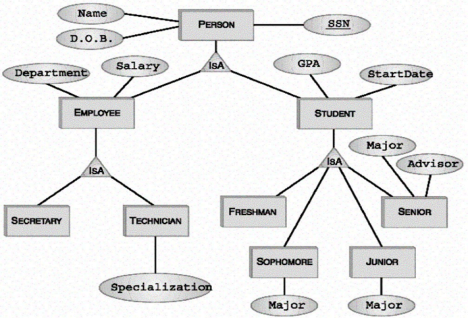 Name
PERSON
SSN
D.O.B.
IsA
Department
Salary
GPA
StartDate
EMPLOYEE
STUDENT
Major
IsA
IsA
Advisor
SECRETARY
TECHNICIAN
FRESHMAN
SENIOR
SOPHOMORE
JUNIOR
Specialization
Major
Major